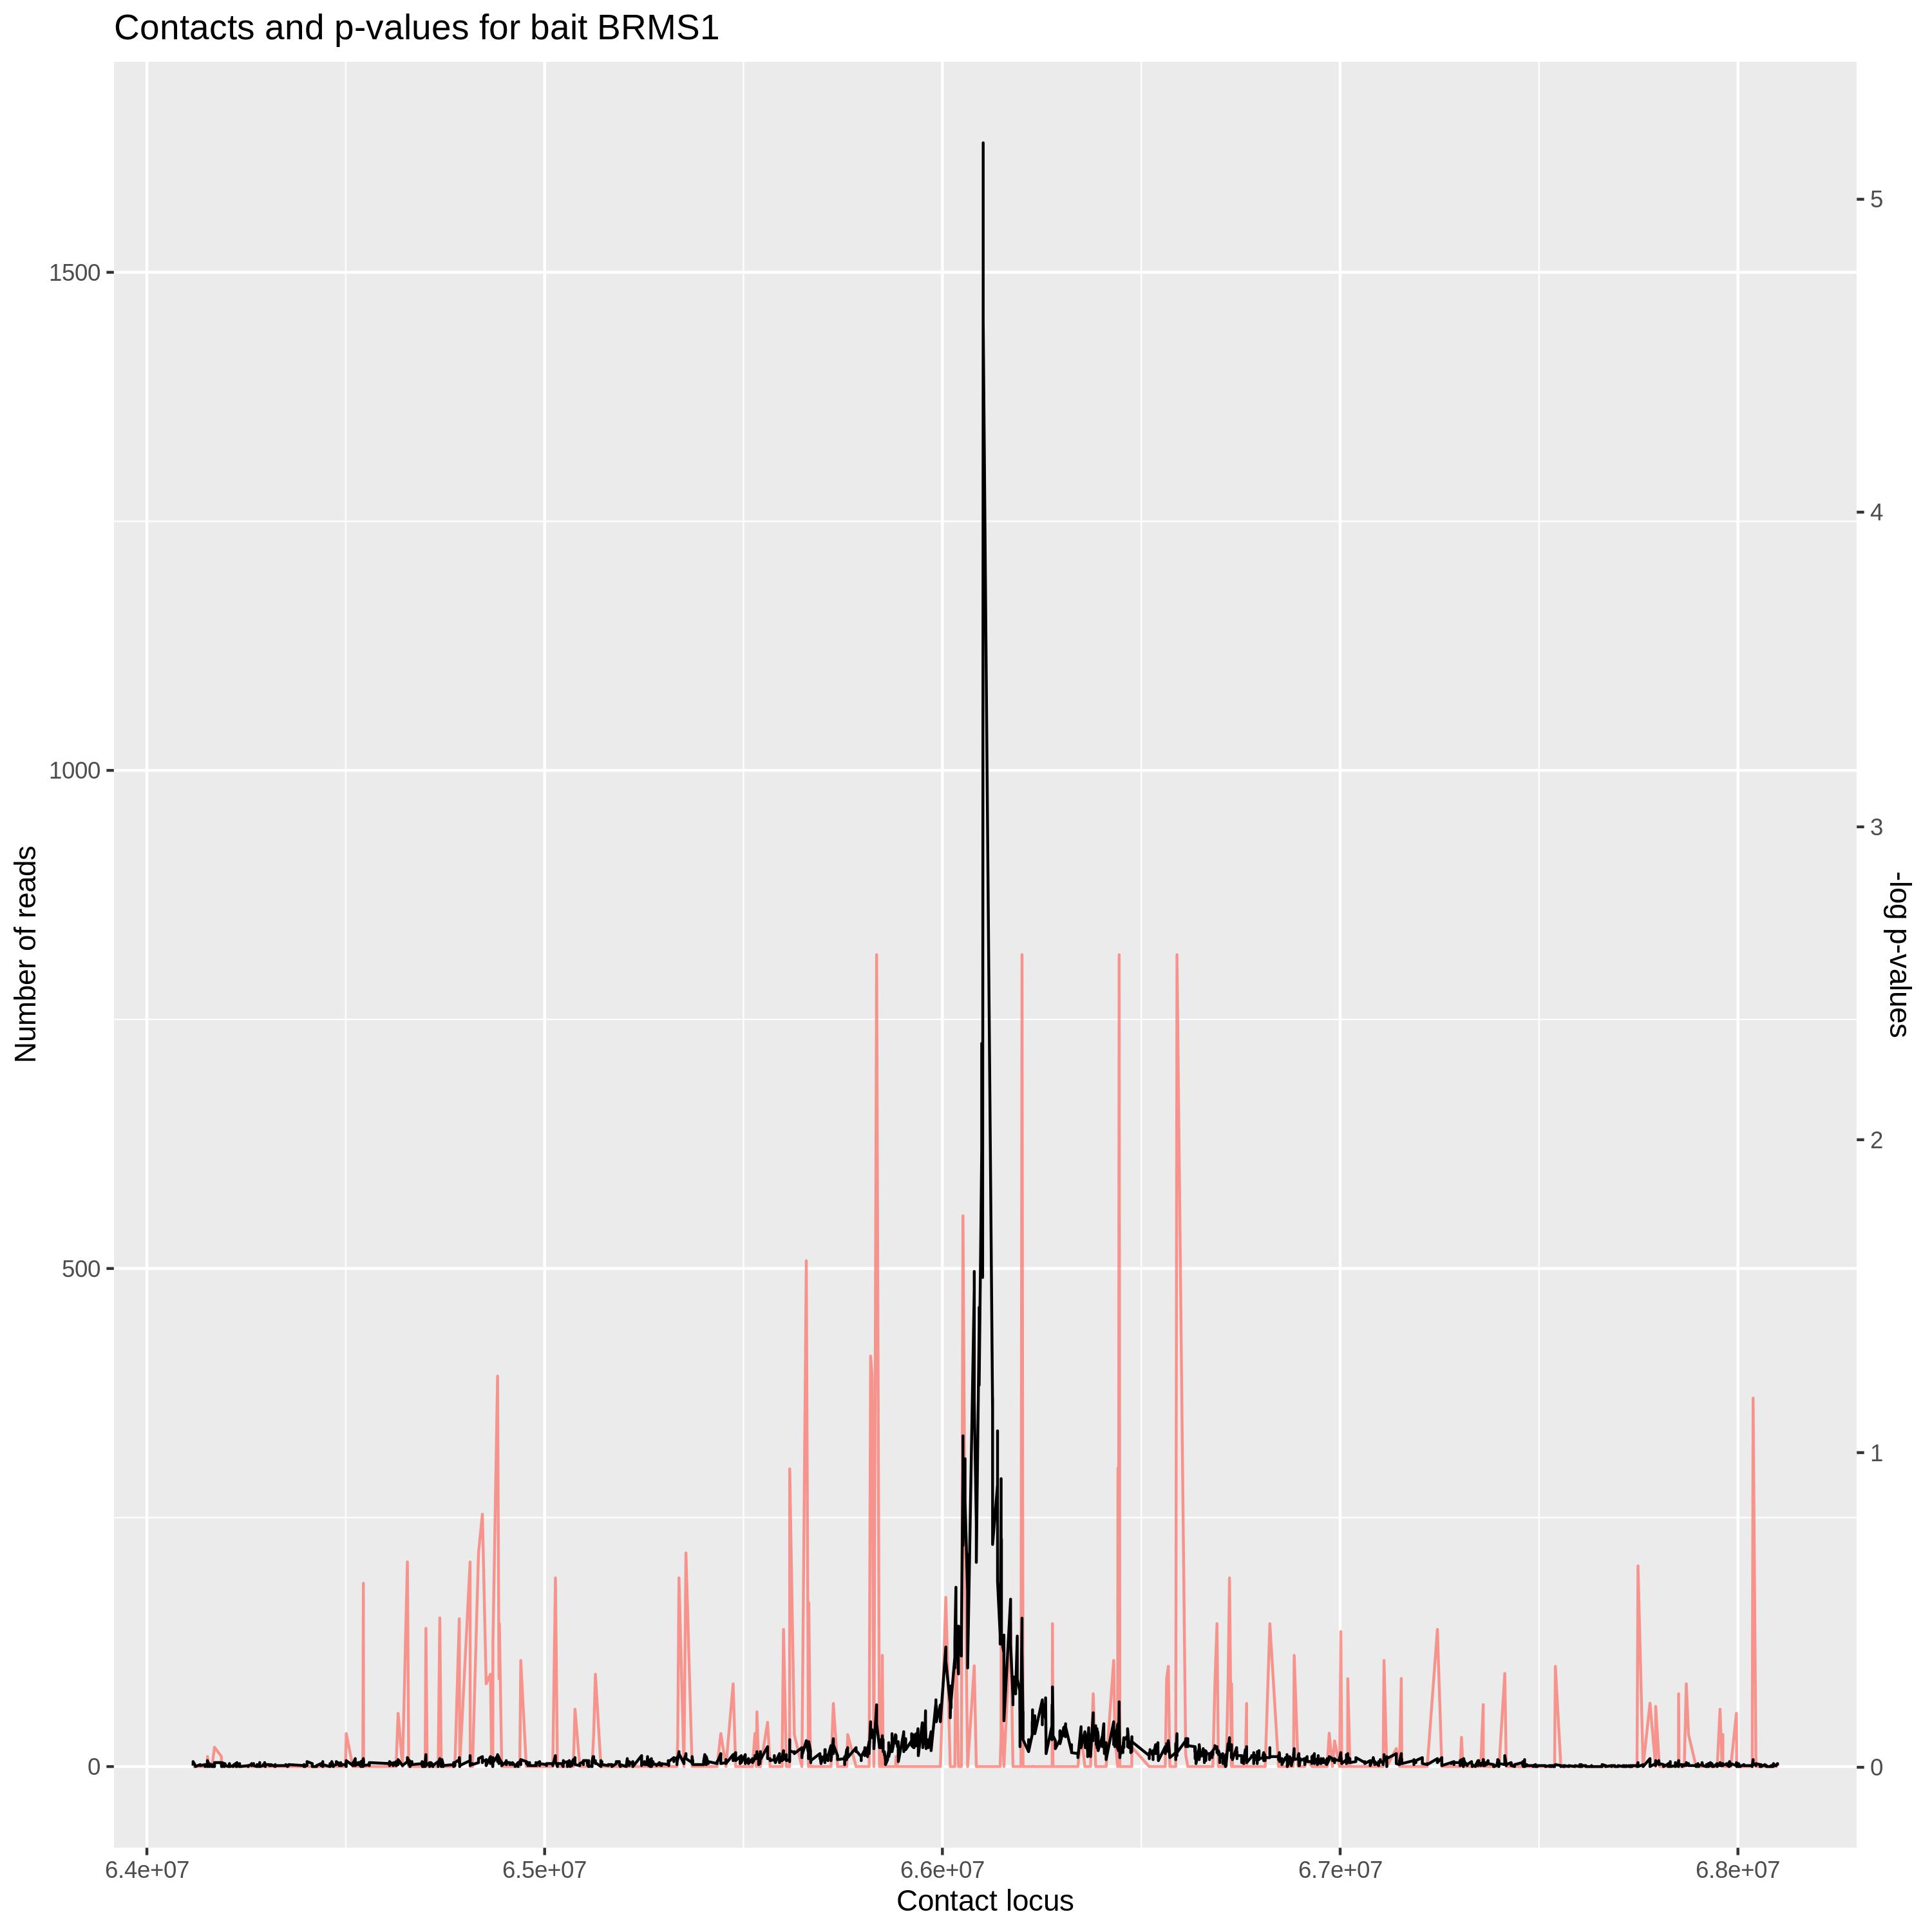 Contacts and p-values for bait BRMS1
Number of reads
1500
1000
500
0
5
4
3
2
1
0
-log p-values
6.4e+07
6.5e+07
6.6e+07
6.7e+07
6.8e+07
Contact locus